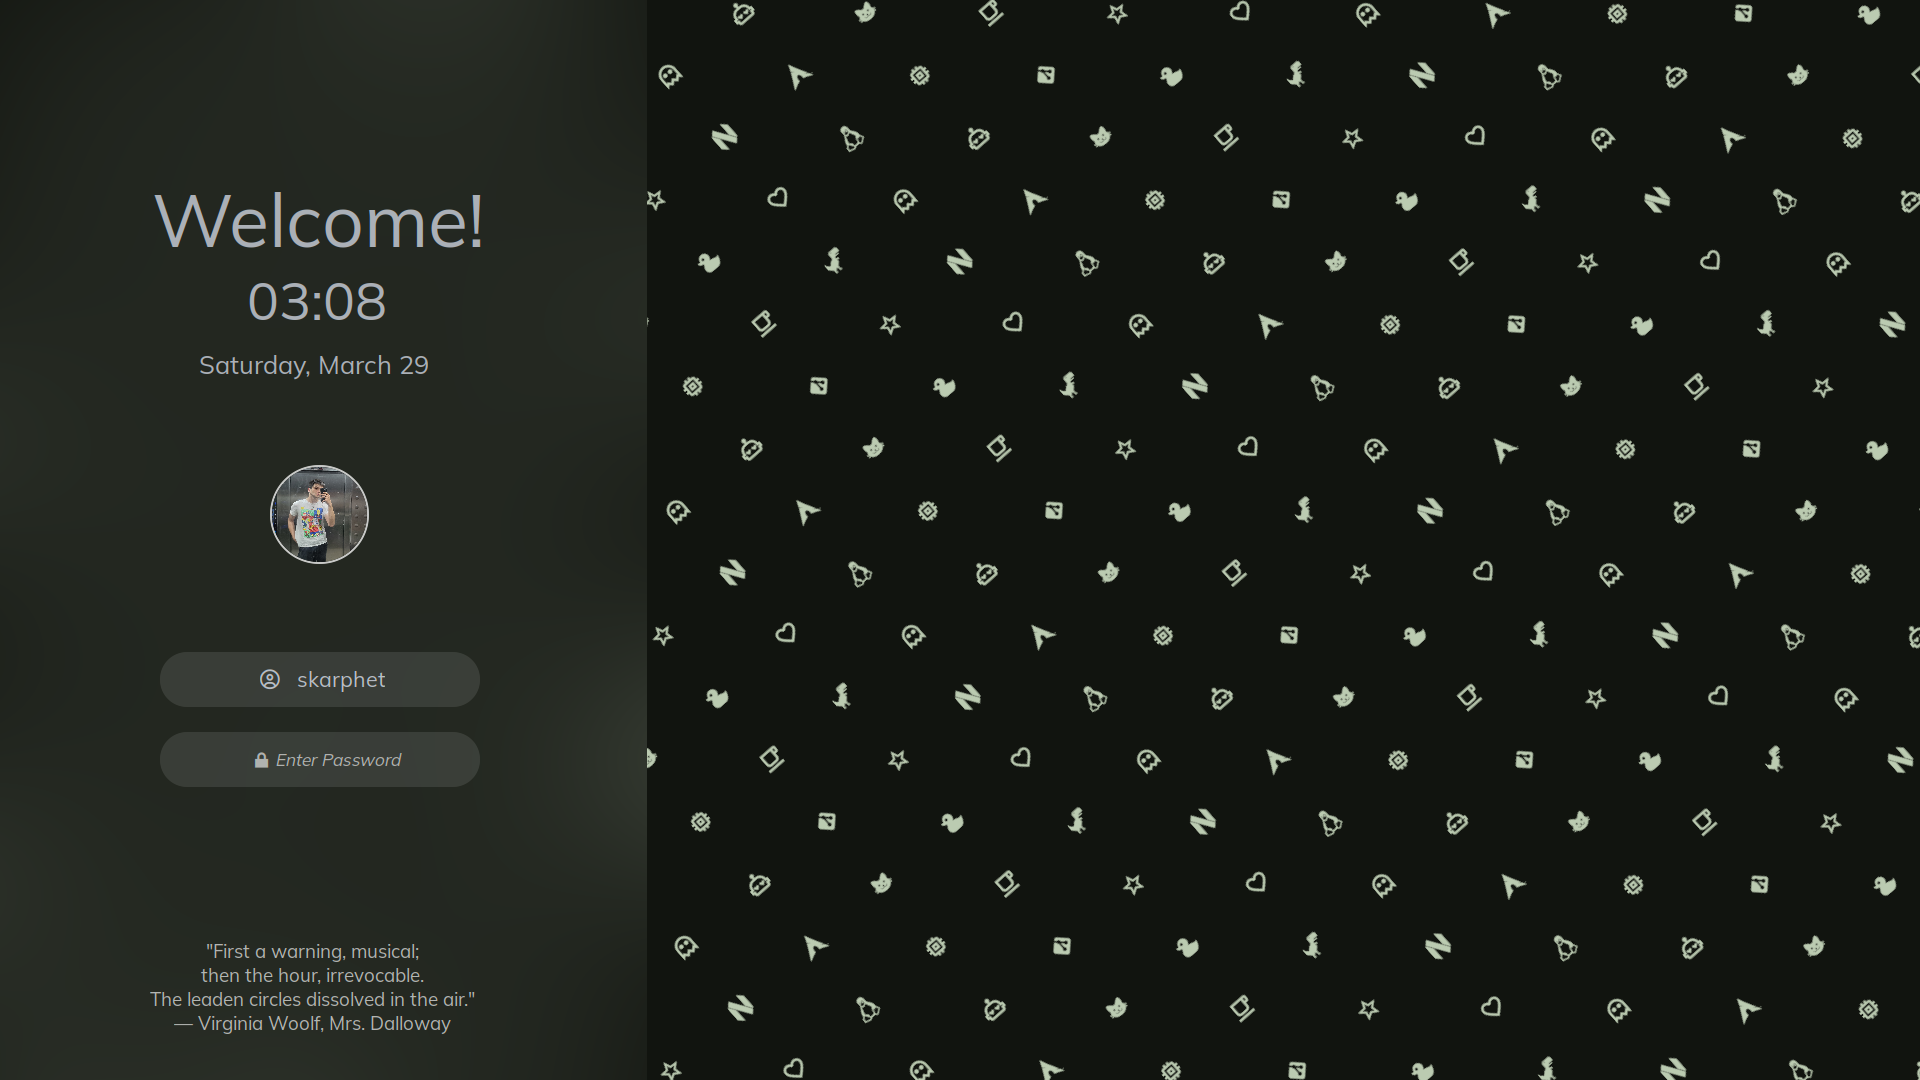 Welcome!
03:08
Saturday, March 29
skarphet
Enter Password
"First a warning, musical;
then the hour, irrevocable.
The leaden circles dissolved in the air."
— Virginia Woolf, Mrs. Dalloway